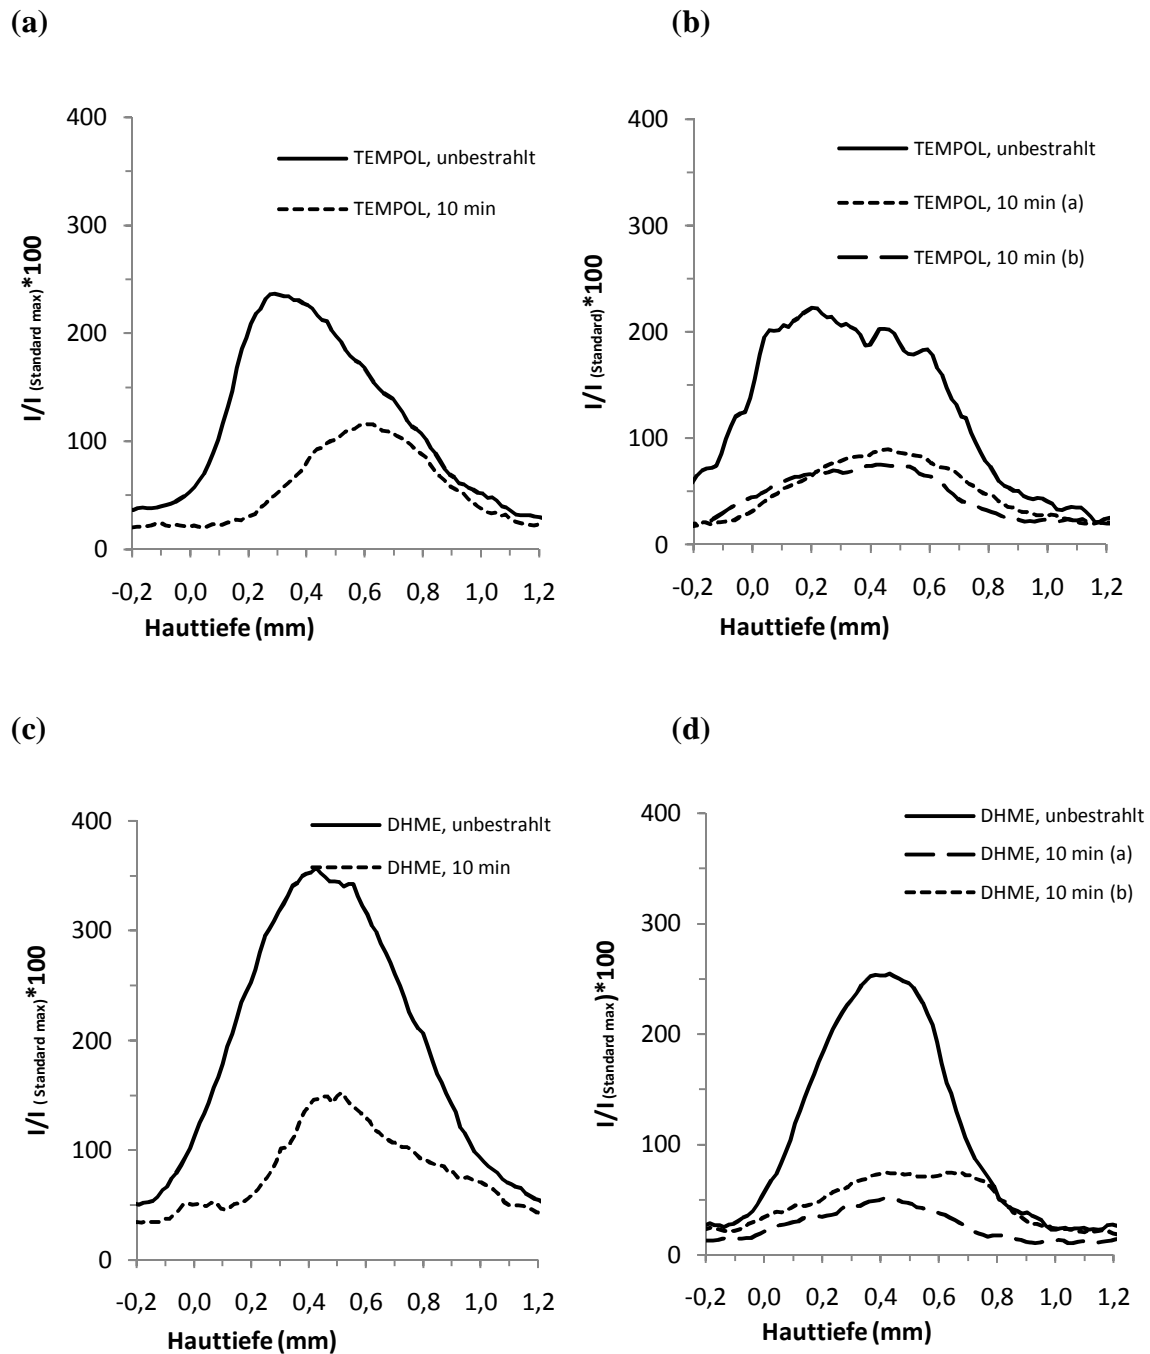 (a)
400
300
200
100
0
TEMPOL, unbestrahlt
TEMPOL, 10 min
I/I (Standard max)*100
-0,2 0,0 0,2 0,4 0,6 0,8 1,0 1,2
Hauttiefe (mm)
(b)
400
300
200
100
0
TEMPOL, unbestrahlt
TEMPOL, 10 min (a)
TEMPOL, 10 min (b)
I/I (Standard)*100
-0,2 0,0 0,2 0,4 0,6 0,8 1,0 1,2
Hauttiefe (mm)
(c)
400
300
200
100
0
DHME, unbestrahlt
DHME, 10 min
I/I ( Standard max)*100
-0,2 0,0 0,2 0,4 0,6 0,8 1,0 1,2
Hauttiefe (mm)
(d)
400
300
200
100
0
DHME, unbestrahlt
DHME, 10 min (a)
DHME, 10 min (b)
I/I (Standard max)*100
-0,2 0,0 0,2 0,4 0,6 0,8 1,0 1,2
Hauttiefe (mm)